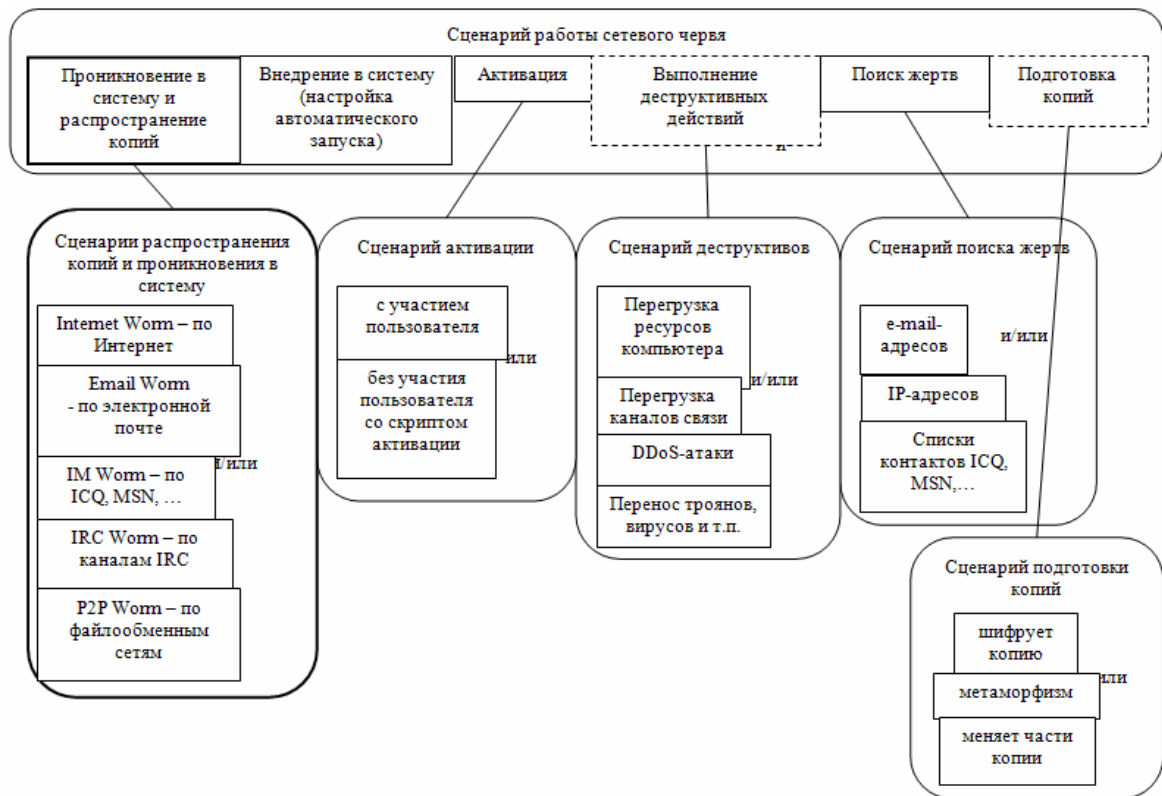 Сценарий работы сетевого червя
Проникновение в
систему и
распространение
копий
Внедрение в систему
(настройка
автоматического
запуска)
Активация
Выполнение
деструктивных
действий
и
Поиск жертв
Подготовка
копий
Сценарии распространения
копий и проникновения в
систему
Internet Worm – по
Интернет
Email Worm
- по электронной
почте
и/или
IM Worm – по
ICQ, MSN, …
IRC Worm – по
каналам IRC
P2P Worm – по
файлообменным
сетям
Сценарий активации
с участием
пользователя
или
без участия
пользователя
со скриптом
активации
Сценарий деструктивов
Перегрузка
ресурсов
компьютера
и/или
Перегрузка
каналов связи
DDoS-атаки
Перенос троянов,
вирусов и т.п.
Сценарий поиска жертв
e-mail-
адресов
и/или
IP-адресов
Списки
контактов ICQ,
MSN,…
Сценарий подготовки
копий
шифрует
копию
или
метаморфизм
меняет части
копии